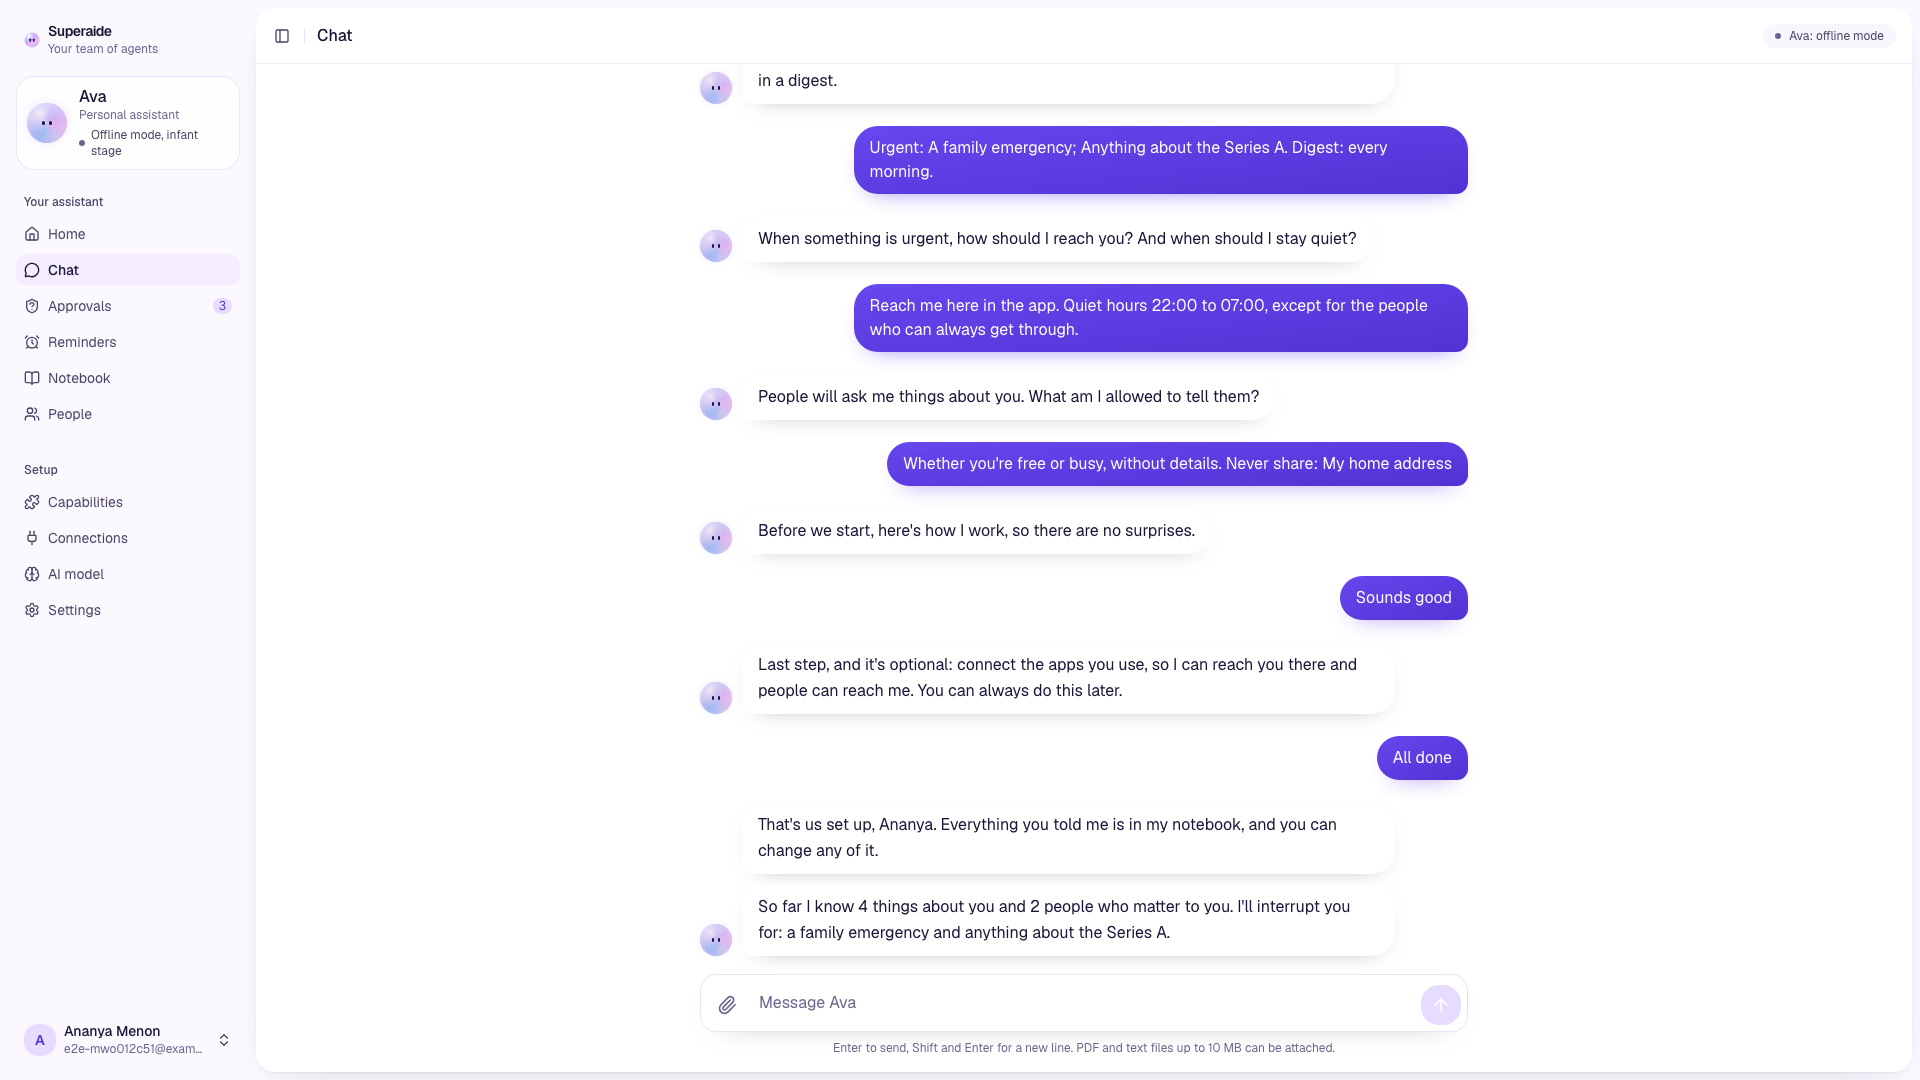 Superaide
Your team of agents
Ava
Personal assistant
Offline mode, infant
stage
Your assistant
Home
Chat
Approvals
3
Reminders
Notebook
People
Setup
Capabilities
Connections
AI model
Settings
Ananya Menon
e2e-mwo012c51@exam...
Chat
Ava: offline mode
in a digest.
Urgent: A family emergency; Anything about the Series A. Digest: every
morning.
When something is urgent, how should I reach you? And when should I stay quiet?
Reach me here in the app. Quiet hours 22:00 to 07:00, except for the people
who can always get through.
People will ask me things about you. What am I allowed to tell them?
Whether you're free or busy, without details. Never share: My home address
Before we start, here's how I work, so there are no surprises.
Sounds good
Last step, and it's optional: connect the apps you use, so I can reach you there and
people can reach me. You can always do this later.
All done
That's us set up, Ananya. Everything you told me is in my notebook, and you can
change any of it.
So far I know 4 things about you and 2 people who matter to you. I'll interrupt you
for: a family emergency and anything about the Series A.
Message Ava
Enter to send, Shift and Enter for a new line. PDF and text files up to 10 MB can be attached.
A